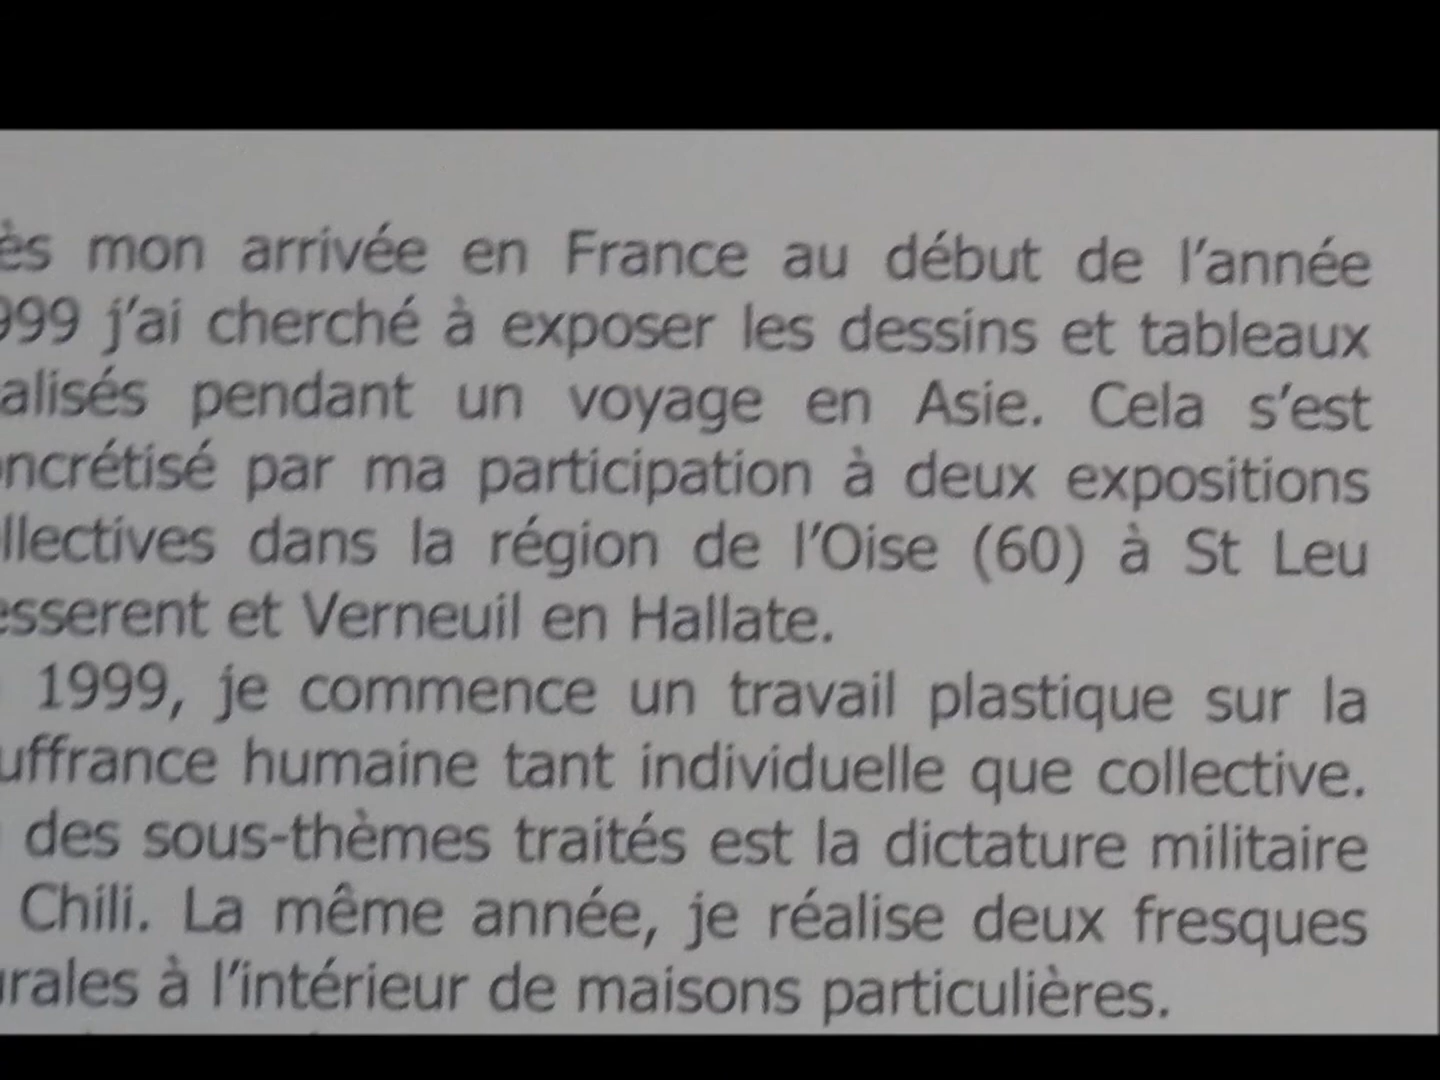 ès mon arrivée en France au début de l'année
999 j'ai cherché à exposer les dessins et tableaux
alisés pendant un voyage en Asie. Cela s'est
ncrétisé par ma participation à deux expositions
llectives dans la région de l'Oise (60) à St Leu
esserent et Verneuil en Hallate.
1999, je commence un travail plastique sur la
uffrance humaine tant individuelle que collective.
des sous-thèmes traités est la dictature militaire
Chili. La même année, je réalise deux fresques
rales à l'intérieur de maisons particulières.